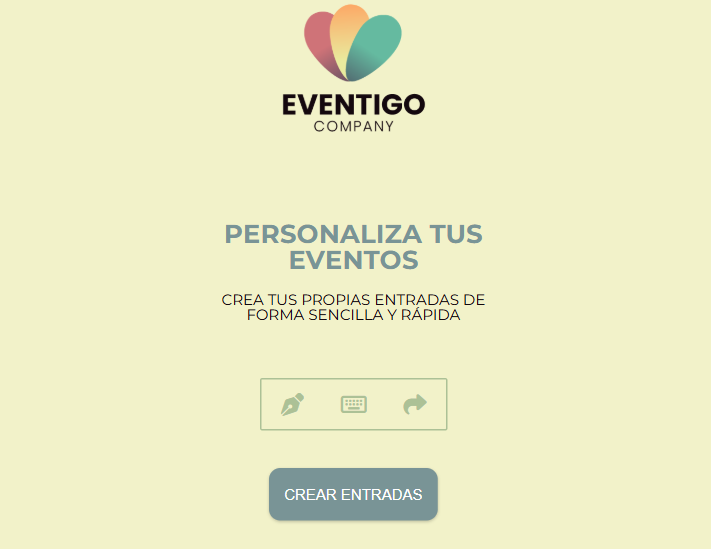 EVENTIGO
COMPANY
PERSONALIZA TUS
EVENTOS
CREA TUS PROPIAS ENTRADAS DE
FORMA SENCILLA Y RÁPIDA
CREAR ENTRADAS